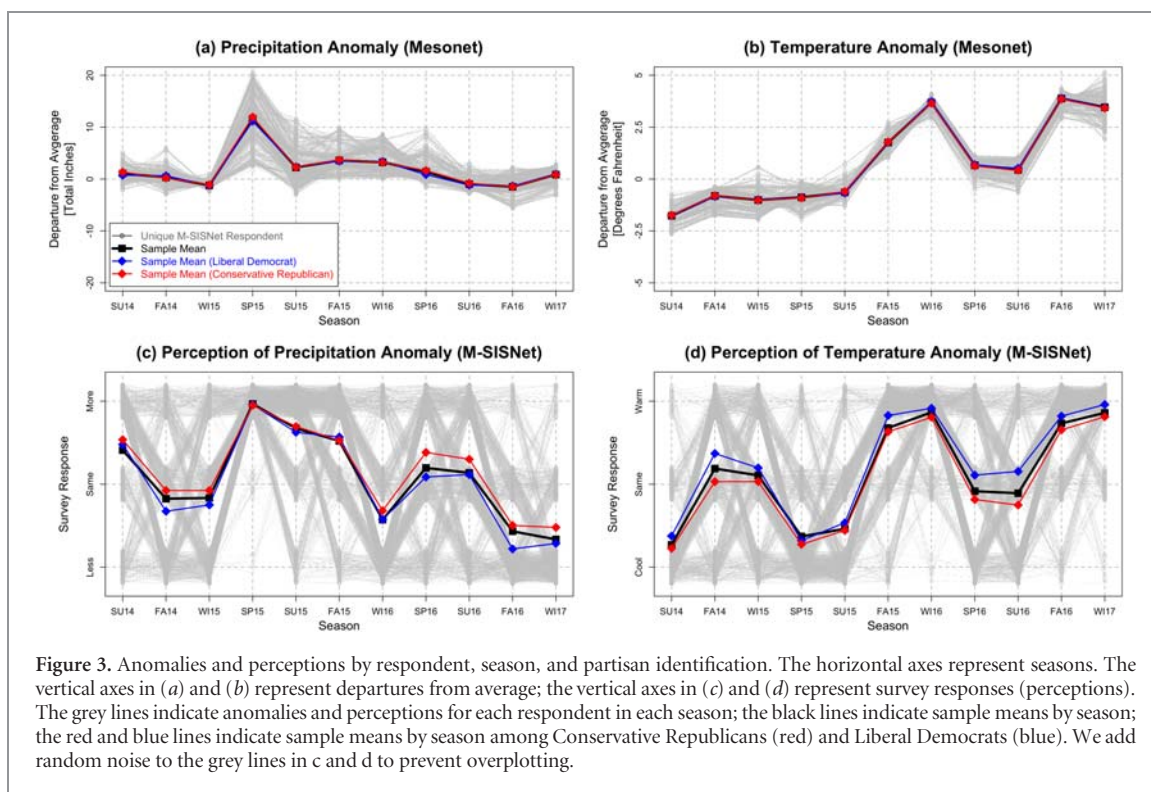 (a) Precipitation Anomaly (Mesonet)
Departure from Avgerage
[Total Inches]
20
10
0
-10
-20
Unique M-SISNet Respondent
Sample Mean
Sample Mean (Liberal Democrat)
Sample Mean (Conservative Republican)
SU14 FA14 WI15 SP15 SU15 FA15 WI16 SP16 SU16 FA16 WI17
Season
(b) Temperature Anomaly (Mesonet)
Departure from Avgerage
[Degrees Fahrenheit]
5
2.5
0
-2.5
-5
SU14 FA14 WI15 SP15 SU15 FA15 WI16 SP16 SU16 FA16 WI17
Season
(c) Perception of Precipitation Anomaly (M-SISNet)
Survey Response
More
Same
Less
SU14 FA14 WI15 SP15 SU15 FA15 WI16 SP16 SU16 FA16 WI17
Season
(d) Perception of Temperature Anomaly (M-SISNet)
Survey Response
Warm
Same
Cool
SU14 FA14 WI15 SP15 SU15 FA15 WI16 SP16 SU16 FA16 WI17
Season
Figure 3. Anomalies and perceptions by respondent, season, and partisan identification. The horizontal axes represent seasons. The
vertical axes in (a) and (b) represent departures from average; the vertical axes in (c) and (d) represent survey responses (perceptions).
The grey lines indicate anomalies and perceptions for each respondent in each season; the black lines indicate sample means by season;
the red and blue lines indicate sample means by season among Conservative Republicans (red) and Liberal Democrats (blue). We add
random noise to the grey lines in c and d to prevent overplotting.